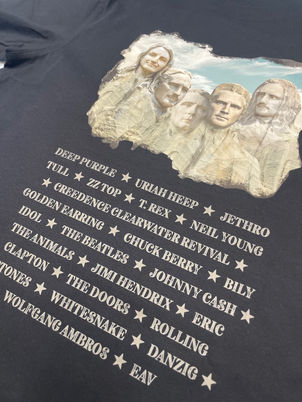 DEEP PURPLE ★ URIAH HEEP ★ JETHRO
TULL ★ ZZ TOP ★ T. REX ★ NEIL YOUNG
★ CREEDENCE CLEARWATER REVIVAL ★
GOLDEN EARRING ★ CHUCK BERRY ★ BILY
IDOL ★ THE BEATLES ★ JOHNNY CASH ★
THE ANIMALS ★ JIMI HENDRIX ★ ERIC
CLAPTON ★ THE DOORS ★ ROLLING
TONES ★ WHITESNAKE ★ DANZIG ★
WOLFGANG AMBROS ★ EAV